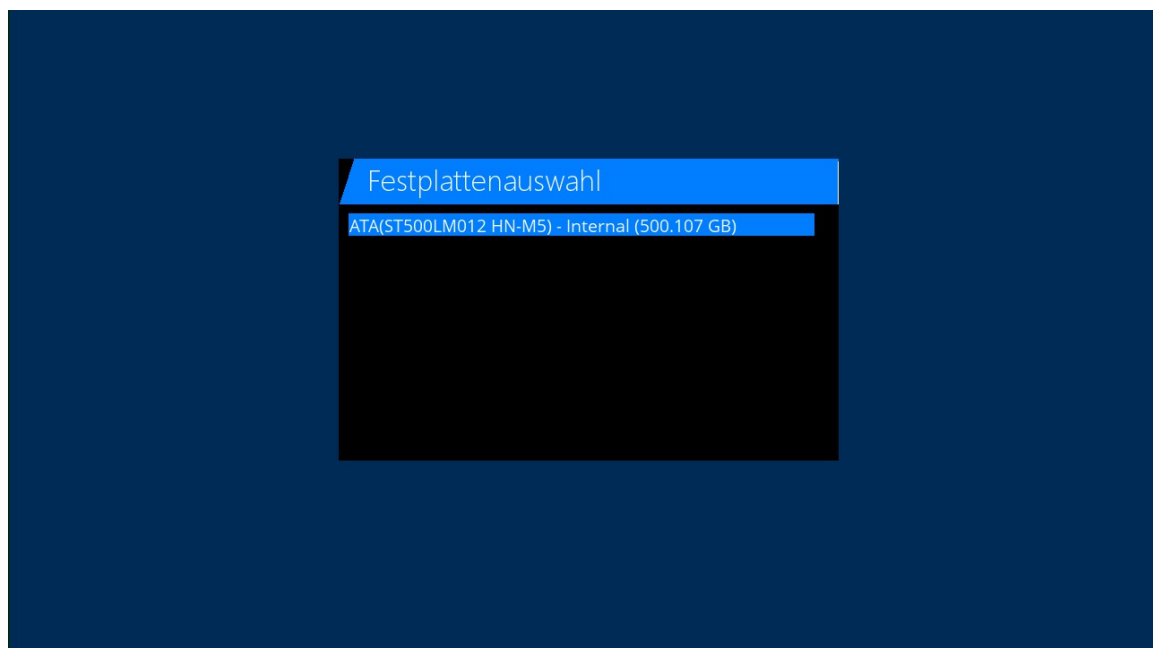 Festplattenauswahl
ATA(ST500LM012 HN-M5) - Internal (500.107 GB)